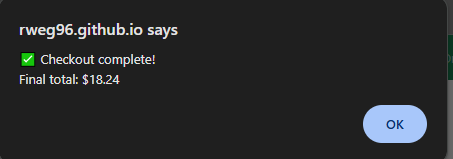 rweg96.github.io says
✅ Checkout complete!
Final total: $18.24
OK